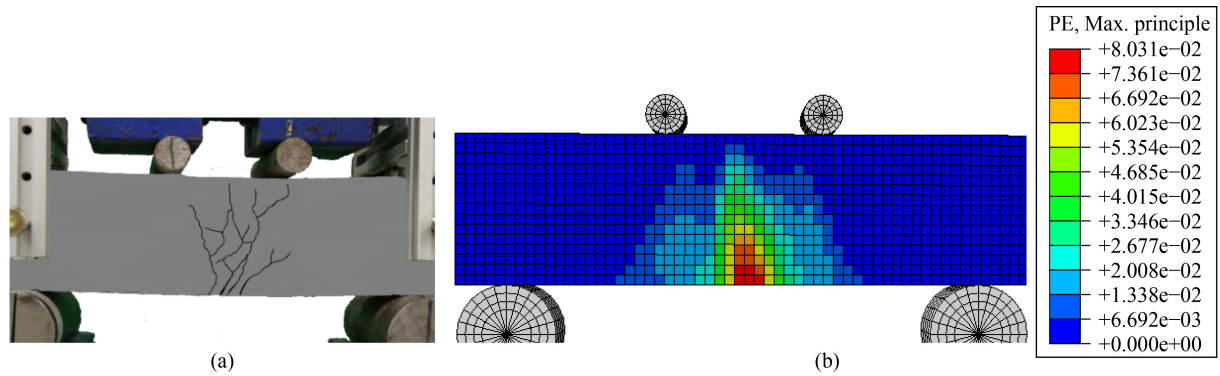 PE, Max. principle
+8.031e−02
+7.361e−02
+6.692e−02
+6.023e−02
+5.354e−02
+4.685e−02
+4.015e−02
+3.346e−02
+2.677e−02
+2.008e−02
+1.338e−02
+6.692e−03
+0.000e+00
(a)
(b)